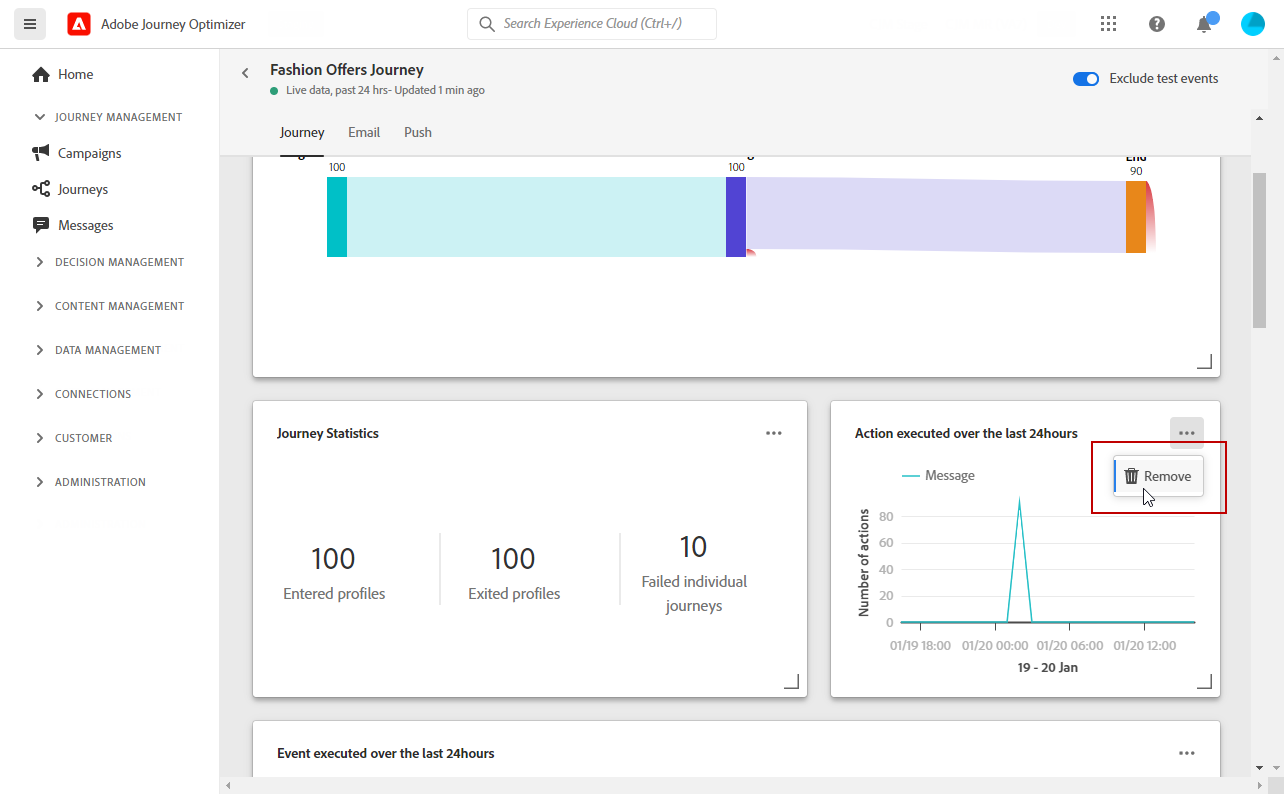 Adobe Journey Optimizer
Search Experience Cloud (Ctrl+/)
Home
JOURNEY MANAGEMENT
Campaigns
Journeys
Messages
DECISION MANAGEMENT
CONTENT MANAGEMENT
DATA MANAGEMENT
CONNECTIONS
CUSTOMER
ADMINISTRATION
Fashion Offers Journey
Live data, past 24 hrs- Updated 1 min ago
Exclude test events
Journey Email Push
End
100 100 90
Journey Statistics
100
Entered profiles
100
Exited profiles
10
Failed individual
journeys
Action executed over the last 24hours
Remove
Message
Number of actions
80
60
40
20
0
01/19 18:00 01/20 00:00 01/20 06:00 01/20 12:00
19 - 20 Jan
Event executed over the last 24hours